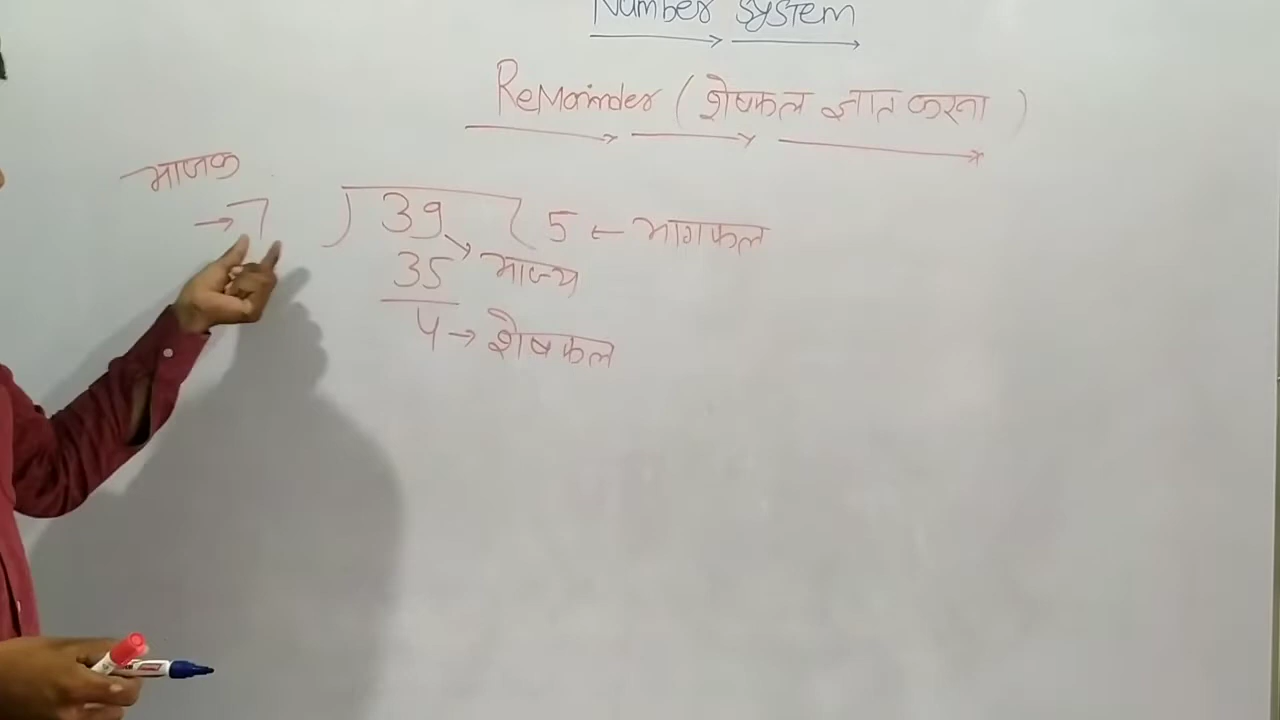 Number System
Remainder (शेषफल ज्ञात करना)
भाजक
→ 7 ) 39 ( 5 ← भागफल
35 → भाज्य
4 → शेषफल